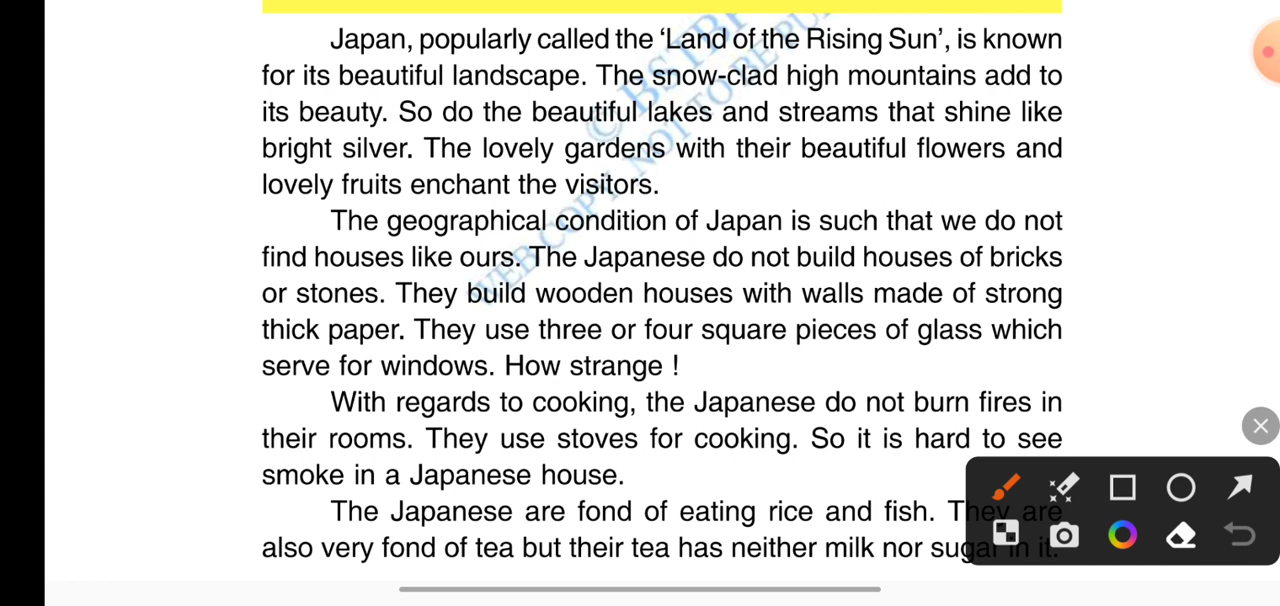 Japan, popularly called the ‘Land of the Rising Sun’, is known
for its beautiful landscape. The snow-clad high mountains add to
its beauty. So do the beautiful lakes and streams that shine like
bright silver. The lovely gardens with their beautiful flowers and
lovely fruits enchant the visitors.
The geographical condition of Japan is such that we do not
find houses like ours. The Japanese do not build houses of bricks
or stones. They build wooden houses with walls made of strong
thick paper. They use three or four square pieces of glass which
serve for windows. How strange !
With regards to cooking, the Japanese do not burn fires in
their rooms. They use stoves for cooking. So it is hard to see
smoke in a Japanese house.
The Japanese are fond of eating rice and fish. They are
also very fond of tea but their tea has neither milk nor sugar in it.